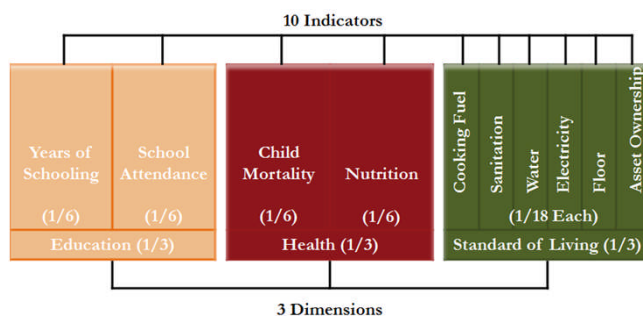 10 Indicators
Years of
Schooling
(1/6)
School
Attendance
(1/6)
Education (1/3)
Child
Mortality
(1/6)
Nutrition
(1/6)
Health (1/3)
Cooking Fuel
Sanitation
Water
Electricity
Floor
Asset Ownership
(1/18 Each)
Standard of Living (1/3)
3 Dimensions